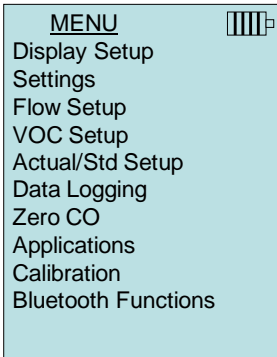 MENU
Display Setup
Settings
Flow Setup
VOC Setup
Actual/Std Setup
Data Logging
Zero CO
Applications
Calibration
Bluetooth Functions